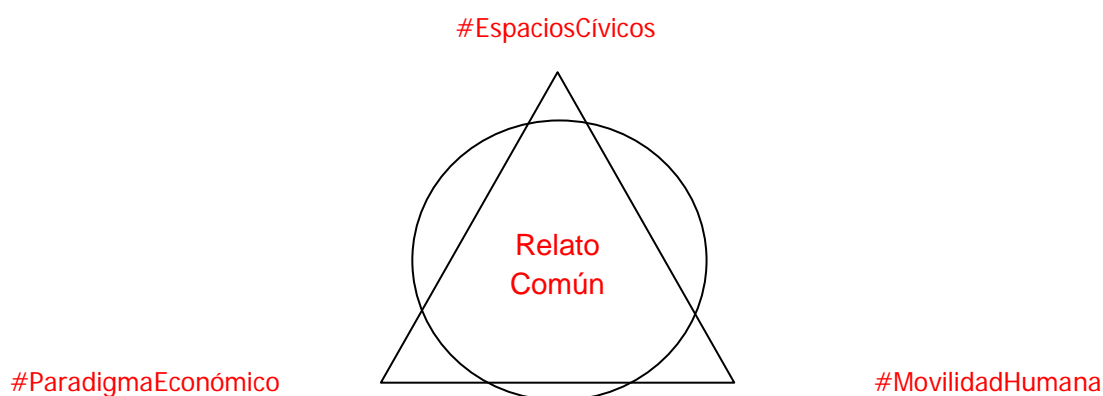 #EspaciosCívicos
Relato
Común
#ParadigmaEconómico
#MovilidadHumana